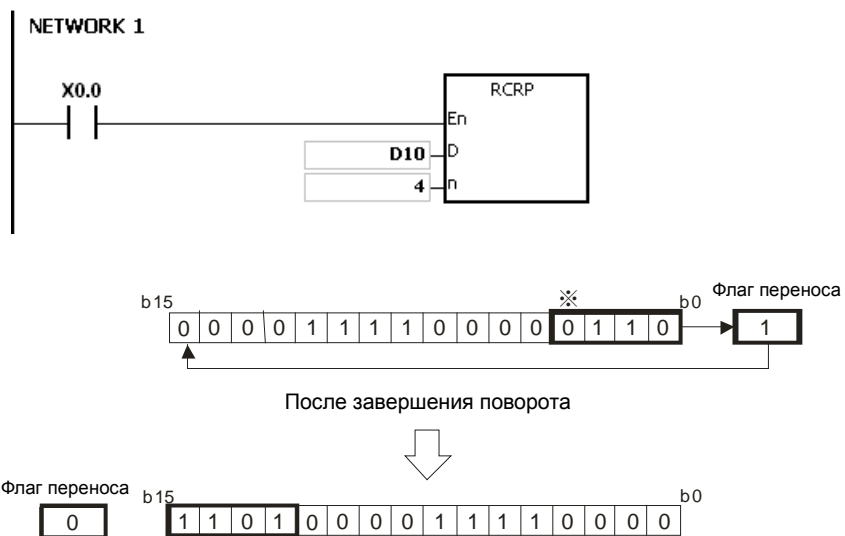 NETWORK 1
X0.0
RCRP
En
D10 D
4 n
※
b15 b0 Флаг переноса
0 0 0 0 1 1 1 1 0 0 0 0 0 1 1 0 1
После завершения поворота
Флаг переноса b15 b0
0 1 1 0 1 0 0 0 0 1 1 1 1 0 0 0 0